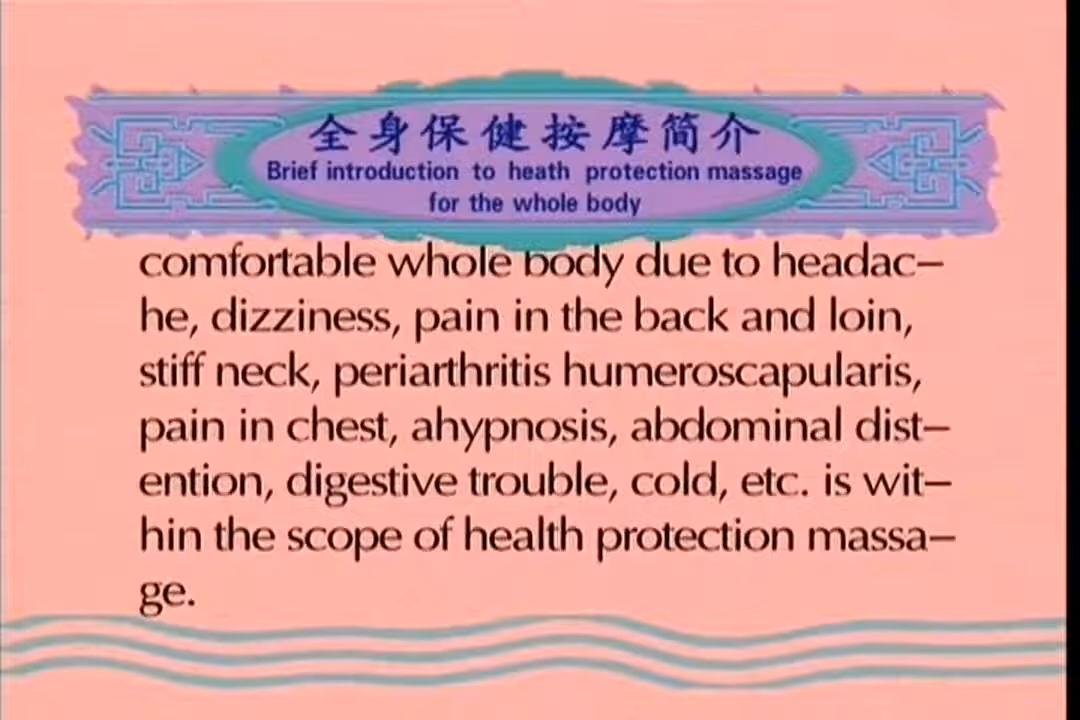 全身保健按摩简介
Brief introduction to heath protection massage
for the whole body
comfortable whole body due to headac–
he, dizziness, pain in the back and loin,
stiff neck, periarthritis humeroscapularis,
pain in chest, ahypnosis, abdominal dist–
ention, digestive trouble, cold, etc. is wit–
hin the scope of health protection massa–
ge.